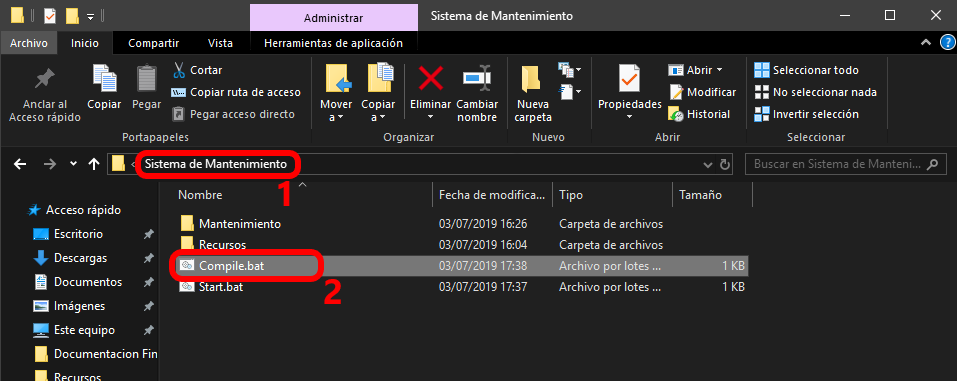 Administrar
Sistema de Mantenimiento
Archivo
Inicio
Compartir
Vista
Herramientas de aplicación
Anclar al
Acceso rápido
Copiar
Pegar
Cortar
Copiar ruta de acceso
Pegar acceso directo
Portapapeles
Mover
a
Copiar
a
Eliminar
Cambiar
nombre
Organizar
Nueva
carpeta
Nuevo
Propiedades
Abrir
Modificar
Historial
Abrir
Seleccionar todo
No seleccionar nada
Invertir selección
Seleccionar
Sistema de Mantenimiento
Buscar en Sistema de Manteni...
1
Nombre
Fecha de modifica...
Tipo
Tamaño
Acceso rápido
Escritorio
Descargas
Documentos
Imágenes
Este equipo
Documentacion Fin
Recursos
Mantenimiento 03/07/2019 16:26 Carpeta de archivos
Recursos 03/07/2019 16:04 Carpeta de archivos
Compile.bat 03/07/2019 17:38 Archivo por lotes ... 1 KB
Start.bat 03/07/2019 17:37 Archivo por lotes ... 1 KB
2